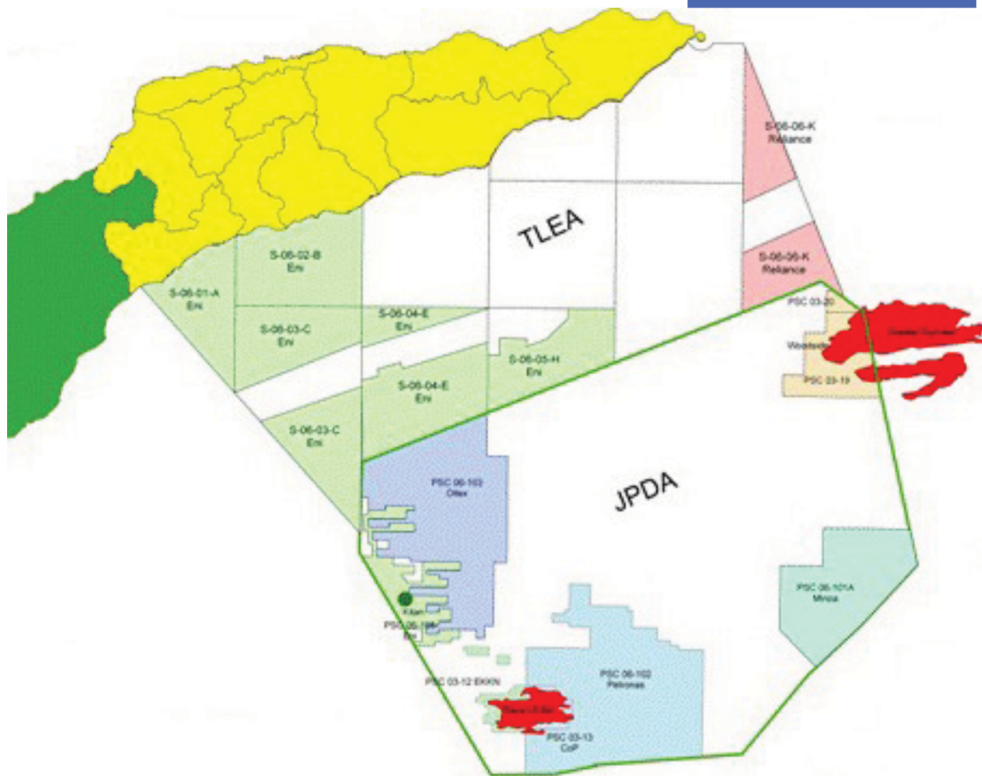 S-06-06-K
Reliance
TLEA
S-06-02-B
Eni
S-06-06-K
Reliance
S-06-01-A
Eni
PSC 03-20
S-06-04-E
Eni
S-06-03-C
Eni
Woodside
S-06-05-H
Eni
PSC 03-19
S-06-04-E
Eni
S-06-03-C
Eni
JPDA
PSC 06-103
PSC 06-101A
Minza
Kitan
Eni
PSC 06-102
Petronas
PSC 03-12
PSC 03-13
CoP